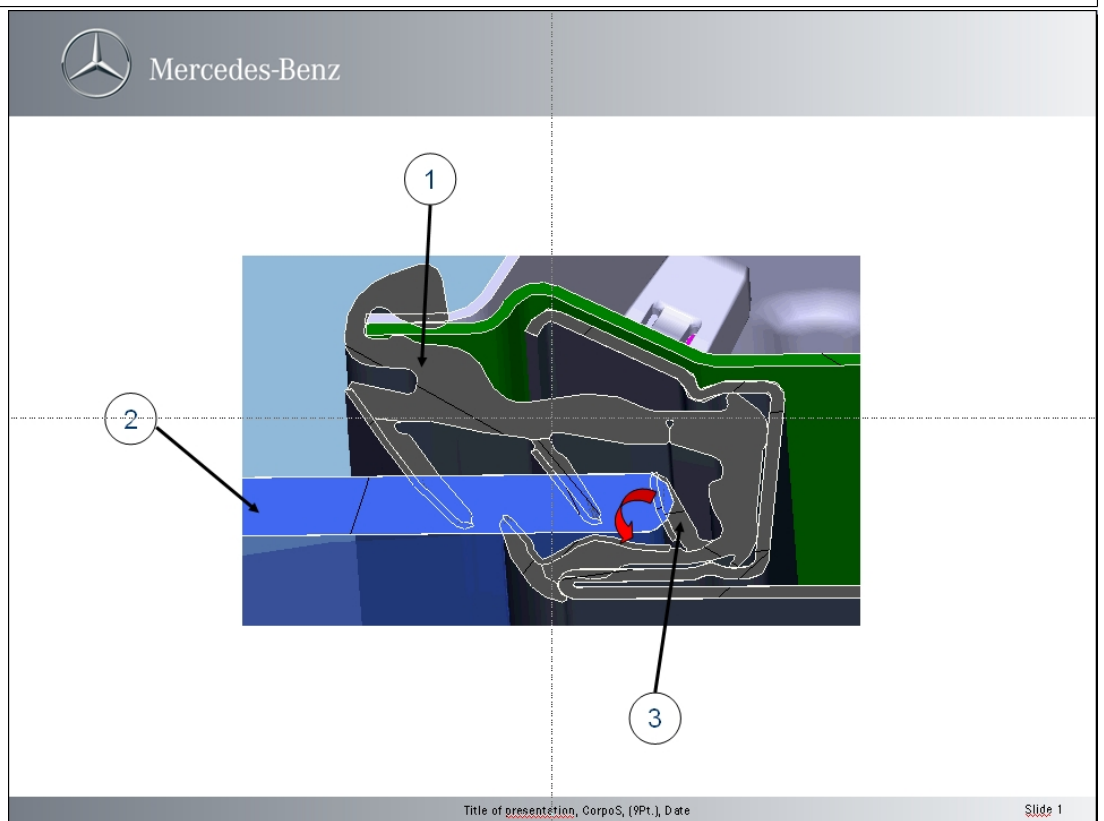 Mercedes-Benz
1
2
3
Title of presentation, CorpoS, (9Pt.), Date
Slide 1